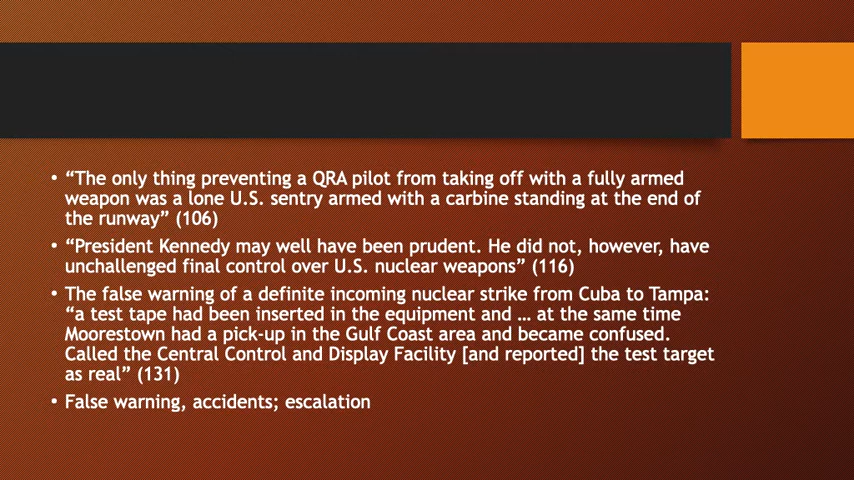 • “The only thing preventing a QRA pilot from taking off with a fully armed
weapon was a lone U.S. sentry armed with a carbine standing at the end of
the runway” (106)
• “President Kennedy may well have been prudent. He did not, however, have
unchallenged final control over U.S. nuclear weapons” (116)
• The false warning of a definite incoming nuclear strike from Cuba to Tampa:
“a test tape had been inserted in the equipment and … at the same time
Moorestown had a pick-up in the Gulf Coast area and became confused.
Called the Central Control and Display Facility [and reported] the test target
as real” (131)
• False warning, accidents; escalation